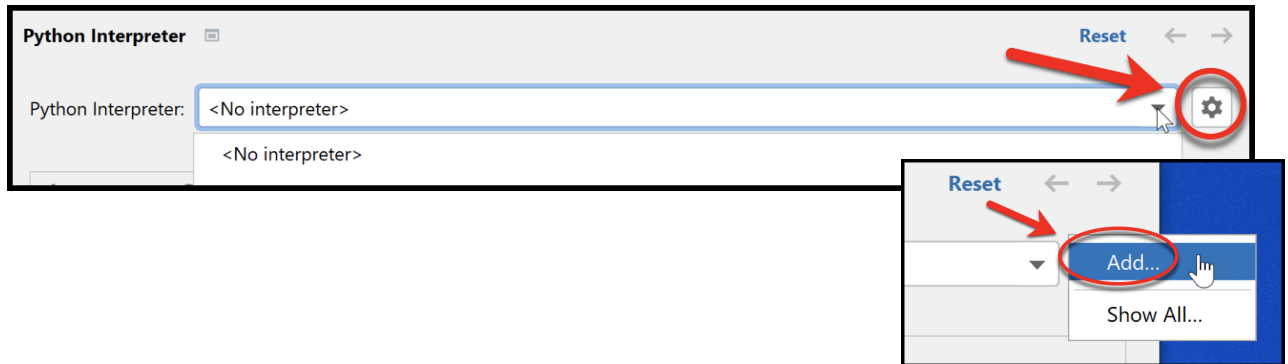 Python Interpreter
Reset
Python Interpreter: <No interpreter>
<No interpreter>
Reset
Add...
Show All...